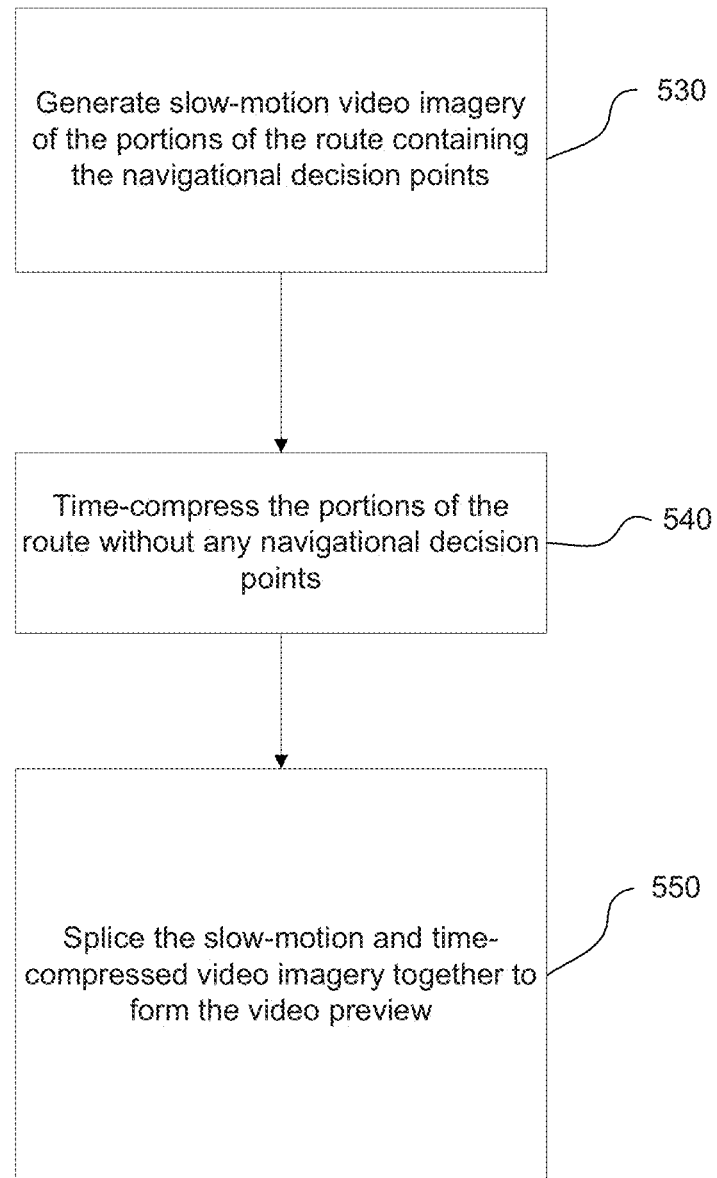 Generate slow-motion video imagery
of the portions of the route containing
the navigational decision points
530
Time-compress the portions of the
route without any navigational decision
points
540
Splice the slow-motion and time-
compressed video imagery together to
form the video preview
550